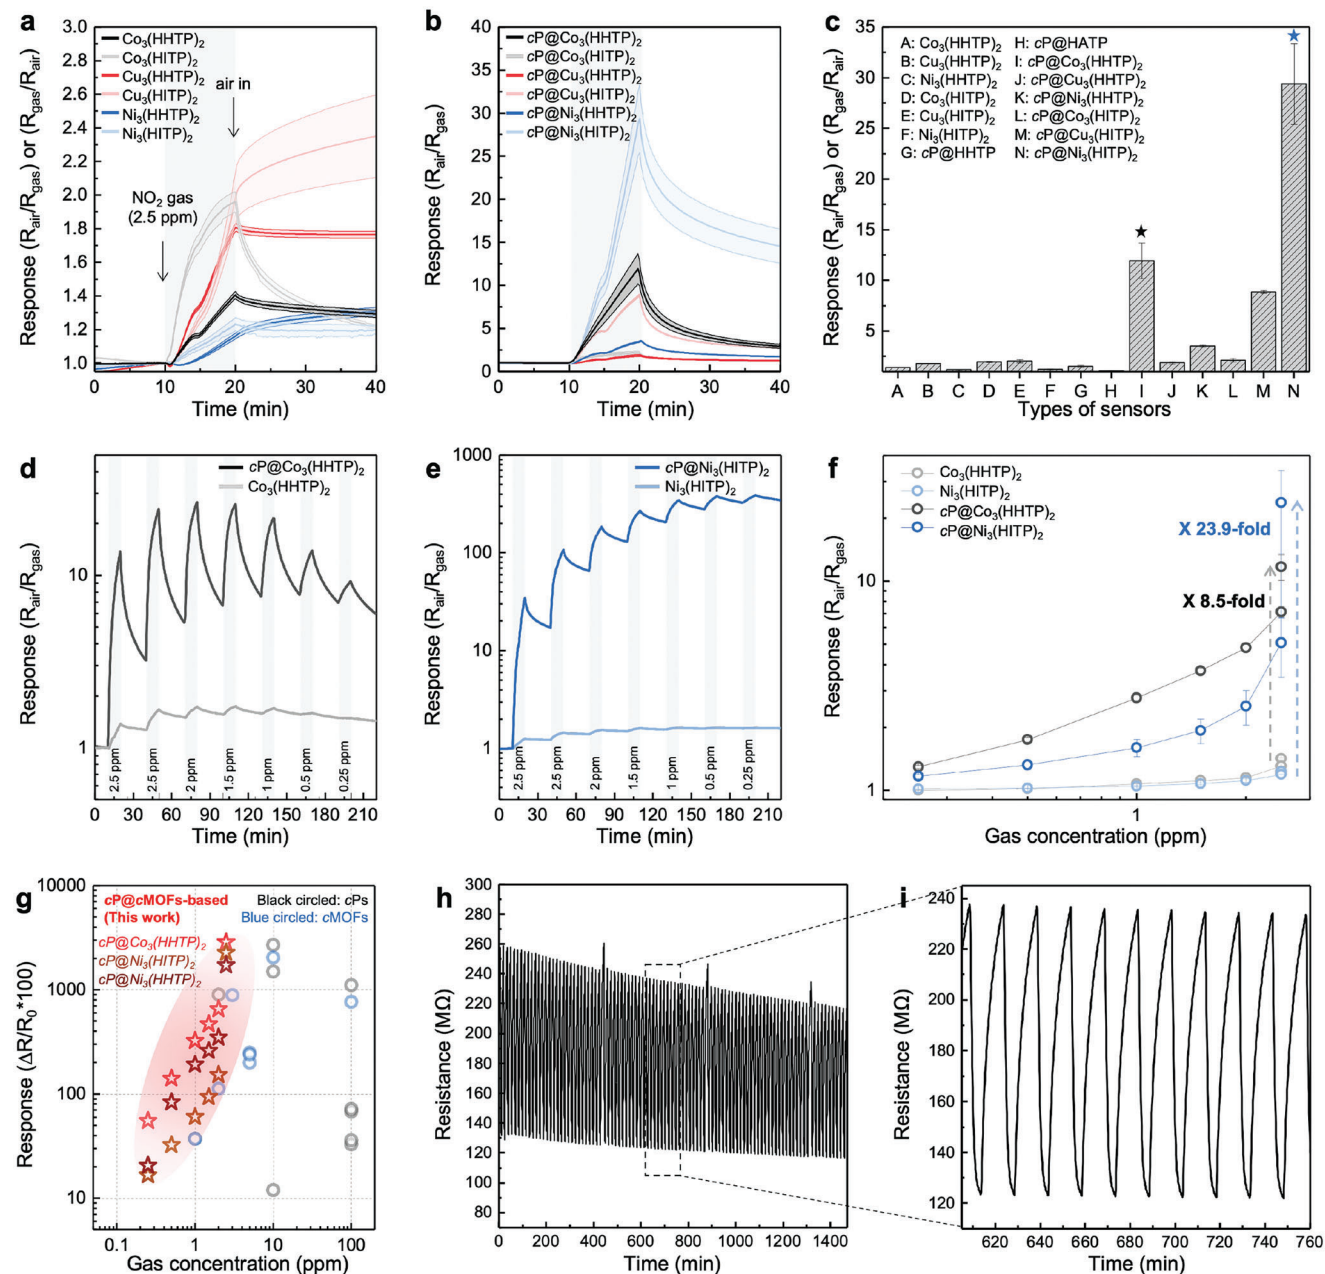 a
3.0
2.8
2.6
2.4
2.2
2.0
1.8
1.6
1.4
1.2
1.0
0 10 20 30 40
Time (min)
Response (Rair/Rgas) or (Rgas/Rair)
Co3(HHTP)2
Co3(HITP)2
Cu3(HHTP)2
Cu3(HITP)2
Ni3(HHTP)2
Ni3(HITP)2
air in
NO2 gas
(2.5 ppm)
b
40
35
30
25
20
15
10
5
0
0 10 20 30 40
Time (min)
Response (Rair/Rgas)
cP@Co3(HHTP)2
cP@Co3(HITP)2
cP@Cu3(HHTP)2
cP@Cu3(HITP)2
cP@Ni3(HHTP)2
cP@Ni3(HITP)2
c
35
30
25
20
15
10
5
Response (Rair/Rgas) or (Rgas/Rair)
A: Co3(HHTP)2 H: cP@HATP
B: Cu3(HHTP)2 I: cP@Co3(HHTP)2
C: Ni3(HHTP)2 J: cP@Cu3(HHTP)2
D: Co3(HITP)2 K: cP@Ni3(HHTP)2
E: Cu3(HITP)2 L: cP@Co3(HITP)2
F: Ni3(HITP)2 M: cP@Cu3(HITP)2
G: cP@HHTP N: cP@Ni3(HITP)2
A B C D E F G H I J K L M N
Types of sensors
d
10
1
Response (Rair/Rgas)
cP@Co3(HHTP)2
Co3(HHTP)2
2.5 ppm
2.5 ppm
2 ppm
1.5 ppm
1 ppm
0.5 ppm
0.25 ppm
0 30 60 90 120 150 180 210
Time (min)
e
1000
100
10
1
Response (Rair/Rgas)
cP@Ni3(HITP)2
Ni3(HITP)2
2.5 ppm
2.5 ppm
2 ppm
1.5 ppm
1 ppm
0.5 ppm
0.25 ppm
0 30 60 90 120 150 180 210
Time (min)
f
10
1
Response (Rair/Rgas)
Co3(HHTP)2
Ni3(HITP)2
cP@Co3(HHTP)2
cP@Ni3(HITP)2
X 23.9-fold
X 8.5-fold
1
Gas concentration (ppm)
g
10000
1000
100
10
Response (ΔR/R0*100)
cP@cMOFs-based
(This work)
Black circled: cPs
Blue circled: cMOFs
cP@Co3(HHTP)2
cP@Ni3(HITP)2
cP@Ni3(HHTP)2
0.1 1 10 100
Gas concentration (ppm)
h
300
280
260
240
220
200
180
160
140
120
100
80
60
Resistance (MΩ)
0 200 400 600 800 1000 1200 1400
Time (min)
i
240
220
200
180
160
140
120
Resistance (MΩ)
620 640 660 680 700 720 740 760
Time (min)